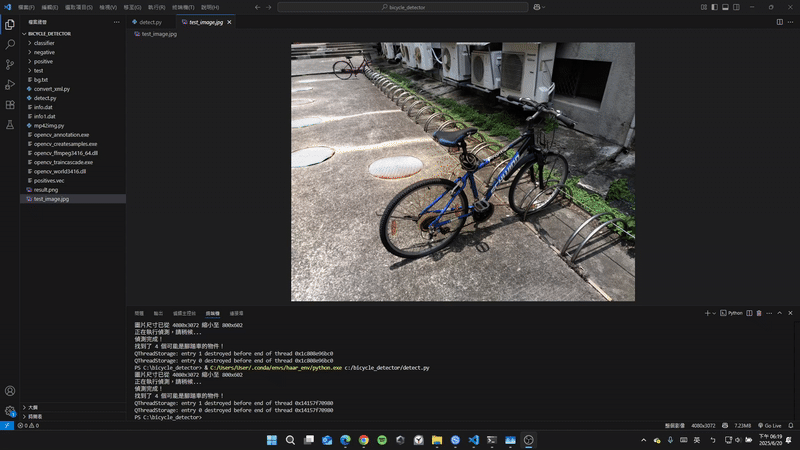 檔案(F) 編輯(E) 選取項目(S) 檢視(V) 移至(G) 執行(R) 終端機(T) 說明(H)
bicycle_detector
檔案總管
detect.py
test_image.jpg
BICYCLE_DETECTOR
test_image.jpg
classifier
negative
positive
test
bg.txt
convert_xml.py
detect.py
info.dat
info1.dat
mp42img.py
opencv_annotation.exe
opencv_createsamples.exe
opencv_ffmpeg3416_64.dll
opencv_traincascade.exe
opencv_world3416.dll
positives.vec
result.png
test_image.jpg
問題 輸出 偵錯主控台 終端機 連接埠
Python
圖片尺寸已從 4080x3072 縮小至 800x602
正在執行偵測，請稍候...
偵測完成！
找到了 4 個可能是腳踏車的物件！
QThreadStorage: entry 1 destroyed before end of thread 0x1c808e96bc0
QThreadStorage: entry 0 destroyed before end of thread 0x1c808e96bc0
PS C:\bicycle_detector> & C:/Users/User/.conda/envs/haar_env/python.exe c:/bicycle_detector/detect.py
圖片尺寸已從 4080x3072 縮小至 800x602
正在執行偵測，請稍候...
偵測完成！
找到了 4 個可能是腳踏車的物件！
QThreadStorage: entry 1 destroyed before end of thread 0x14157f70980
QThreadStorage: entry 0 destroyed before end of thread 0x14157f70980
PS C:\bicycle_detector>
大綱
時間表
0 0
整個影像 4080x3072 7.23MB Go Live
英
下午 06:19
2025/6/20